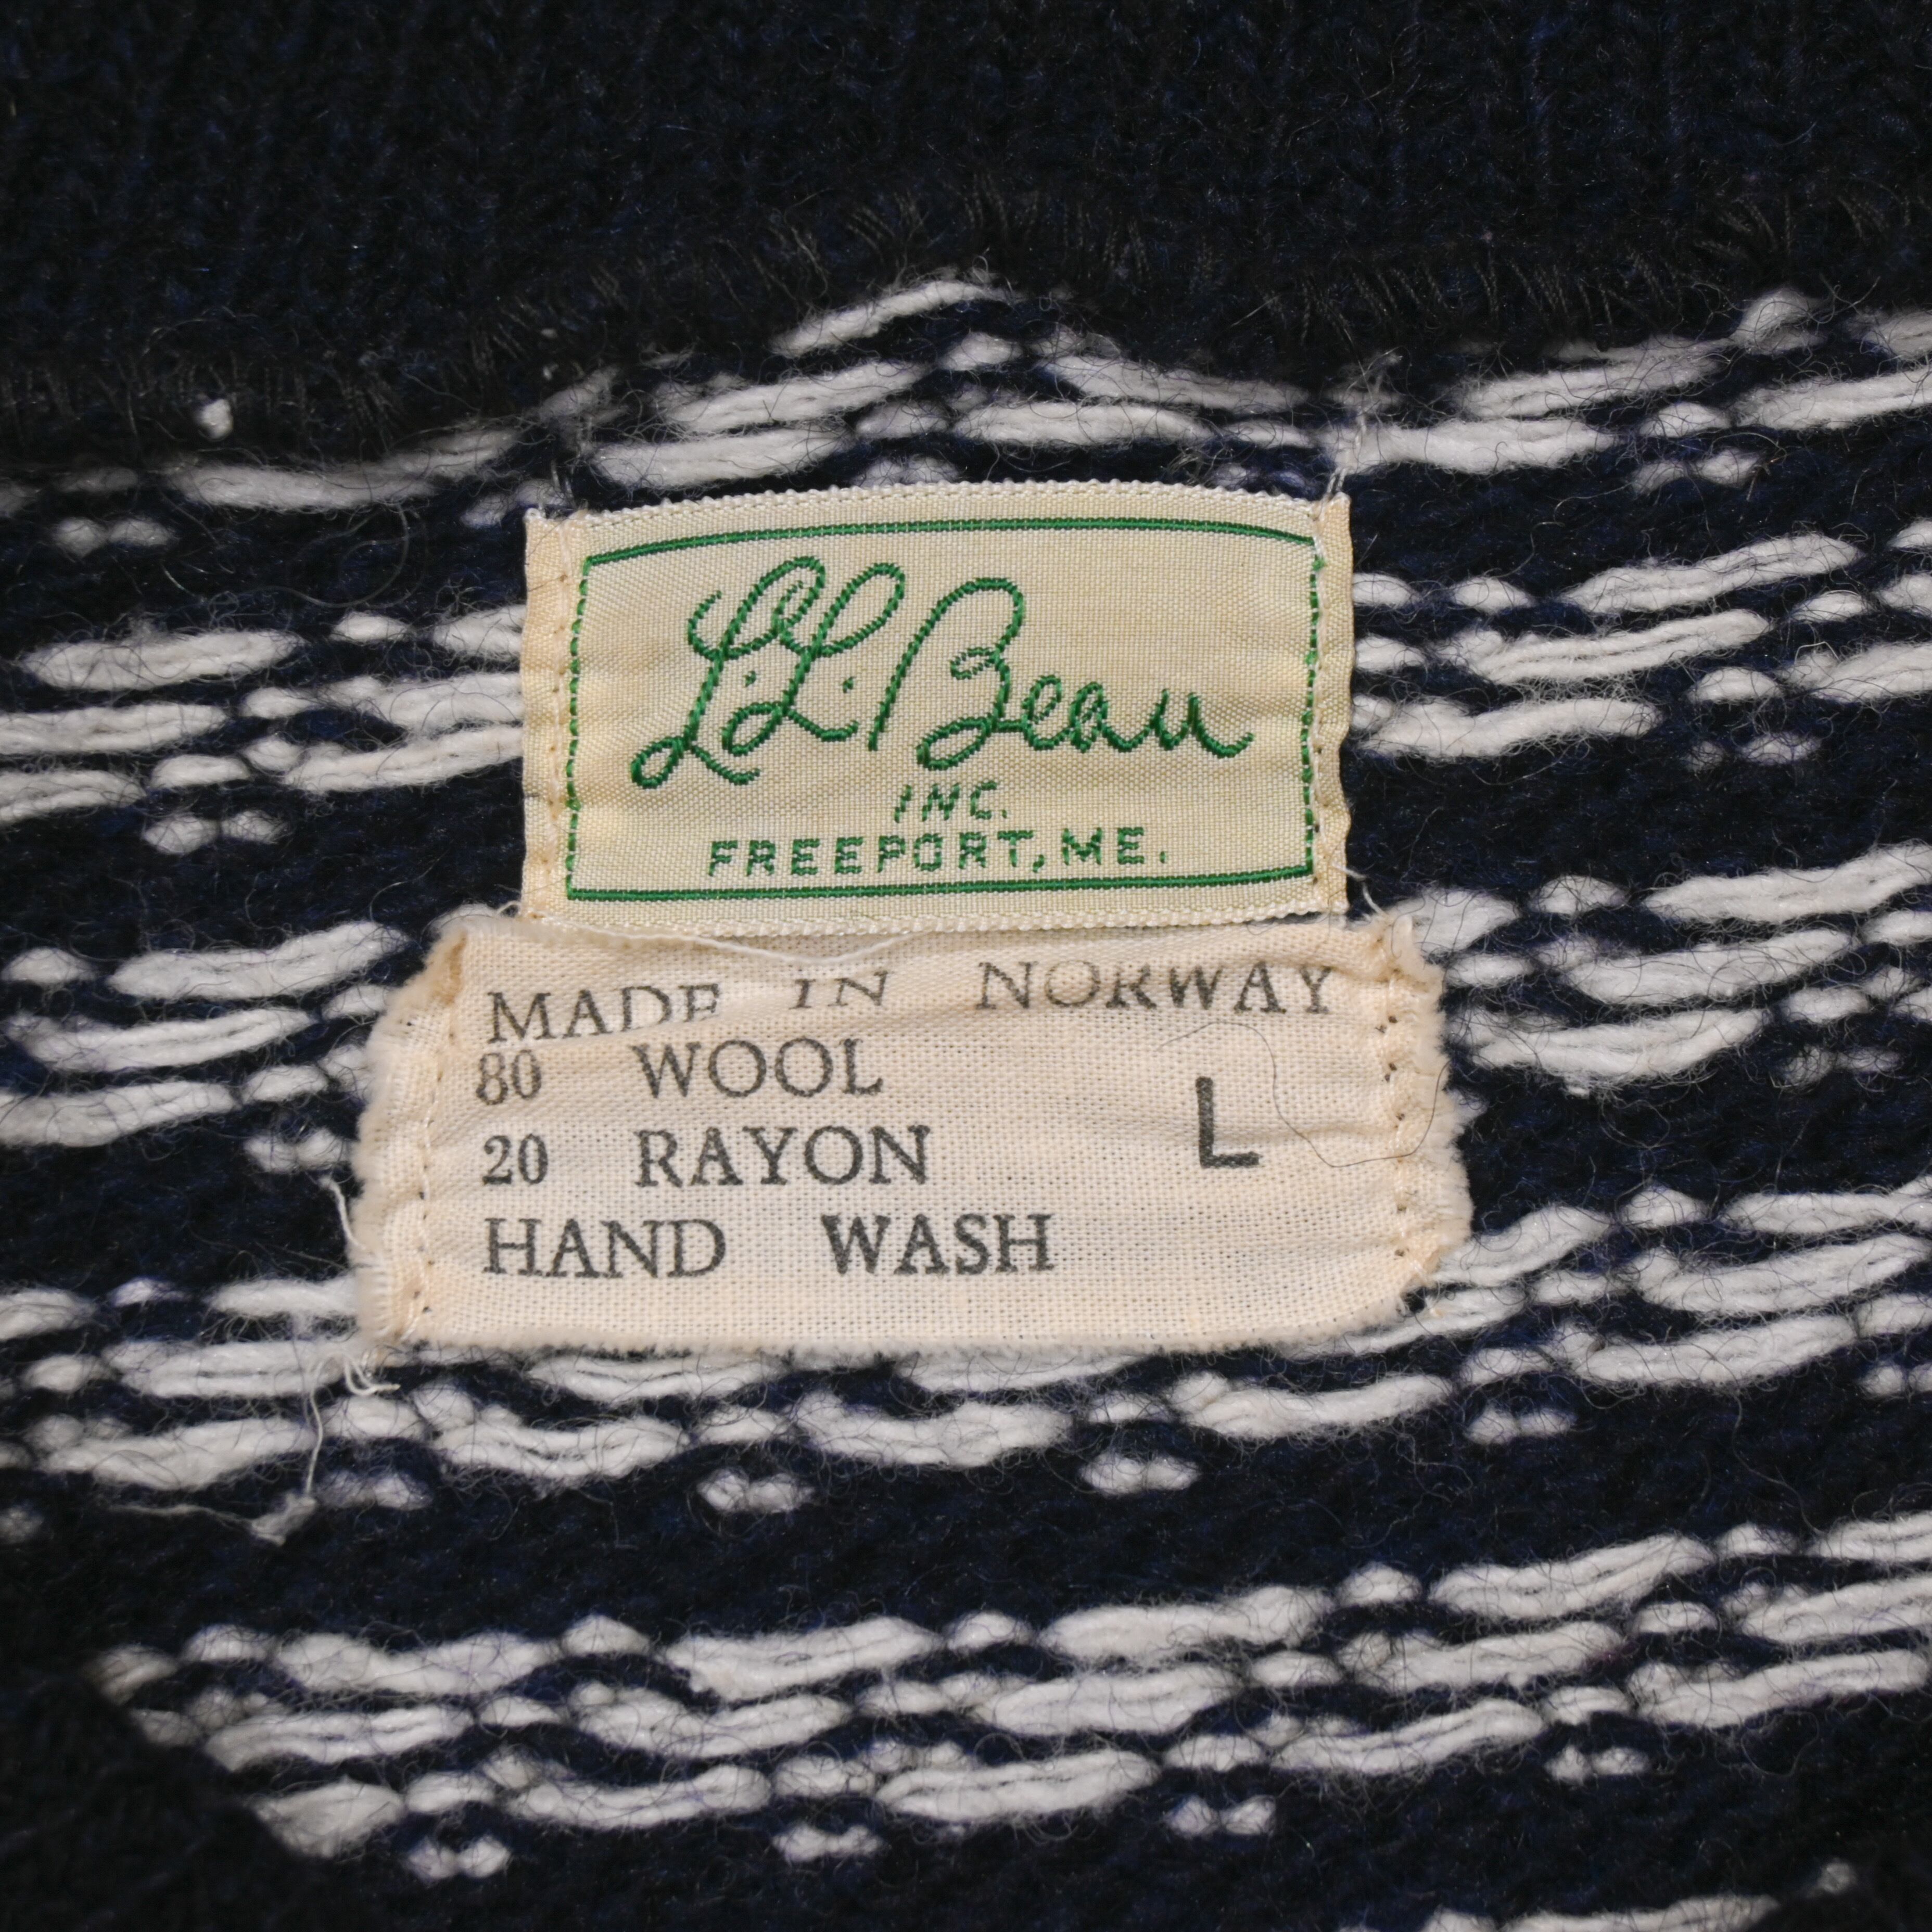 L.L. Bean
INC.
FREEPORT, ME.
MADE IN NORWAY
80 WOOL
20 RAYON
L
HAND WASH